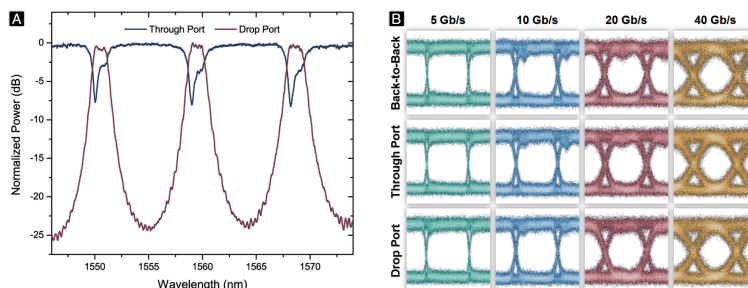 A
Through Port
Drop Port
Normalized Power (dB)
0
-5
-10
-15
-20
-25
1550
1555
1560
1565
1570
Wavelength (nm)
B
5 Gb/s
10 Gb/s
20 Gb/s
40 Gb/s
Back-to-Back
Through Port
Drop Port